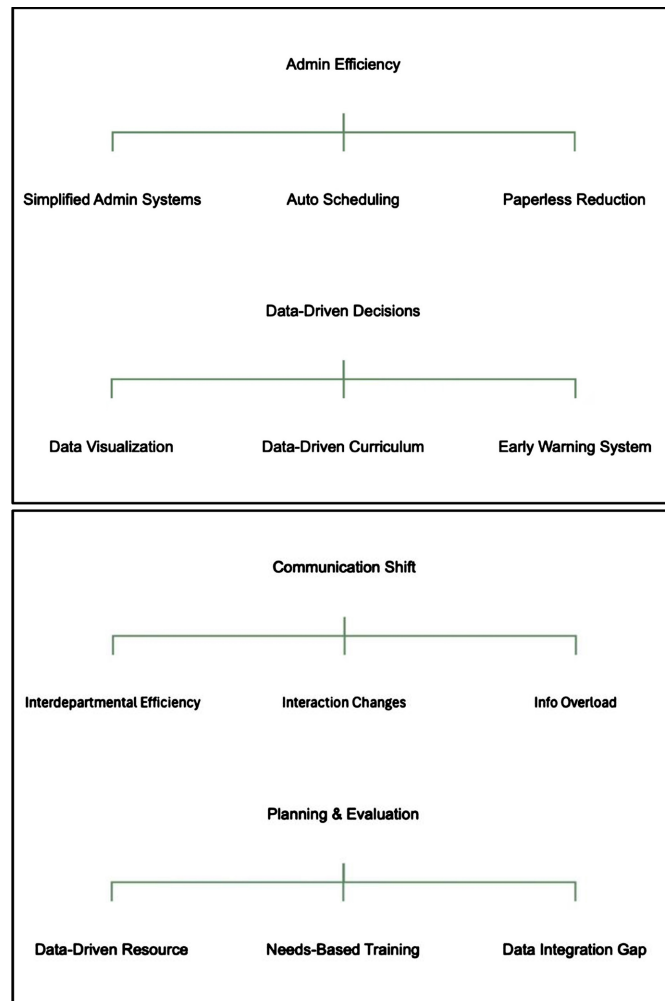 Admin Efficiency
Simplified Admin Systems
Auto Scheduling
Paperless Reduction
Data-Driven Decisions
Data Visualization
Data-Driven Curriculum
Early Warning System
Communication Shift
Interdepartmental Efficiency
Interaction Changes
Info Overload
Planning & Evaluation
Data-Driven Resource
Needs-Based Training
Data Integration Gap